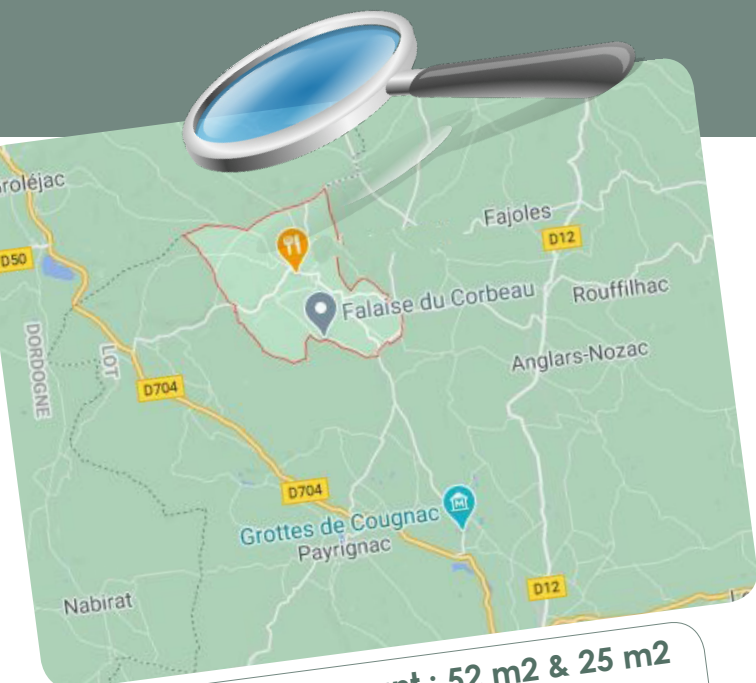 Fajoles
D12
D50
Falaise du Corbeau
Rouffilhac
DORDOGNE
LOT
Anglars-Nozac
D704
D704
Grottes de Cougnac
Payrignac
Nabirat
D12
: 52 m2 & 25 m2